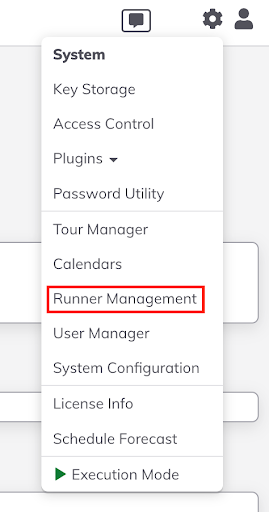 System
Key Storage
Access Control
Plugins
Password Utility
Tour Manager
Calendars
Runner Management
User Manager
System Configuration
License Info
Schedule Forecast
Execution Mode